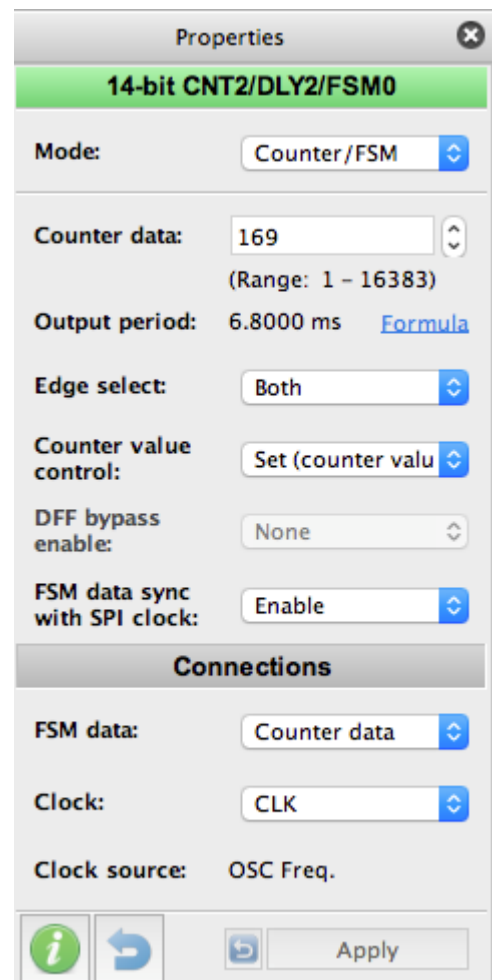 Properties
14-bit CNT2/DLY2/FSM0
Mode: Counter/FSM
Counter data: 169
(Range: 1 – 16383)
Output period: 6.8000 ms Formula
Edge select: Both
Counter value control: Set (counter valu
DFF bypass enable: None
FSM data sync with SPI clock: Enable
Connections
FSM data: Counter data
Clock: CLK
Clock source: OSC Freq.
i Apply